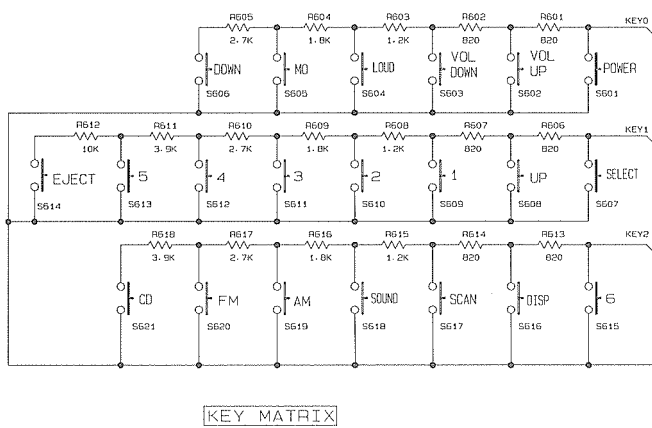 R605 R604 R603 R602 R601 KEY0
2.7K 1.8K 1.2K 820 820
DOWN MO LOUD VOL DOWN VOL UP POWER
S606 S605 S604 S603 S602 S601
R612 R611 R610 R609 R608 R607 R606 KEY1
10K 3.9K 2.7K 1.8K 1.2K 820 820
EJECT 5 4 3 2 1 UP SELECT
S614 S613 S612 S611 S610 S609 S608 S607
R618 R617 R616 R615 R614 R613 KEY2
3.9K 2.7K 1.8K 1.2K 820 820
CD FM AM SOUND SCAN DISP 6
S621 S620 S619 S618 S617 S616 S615
KEY MATRIX